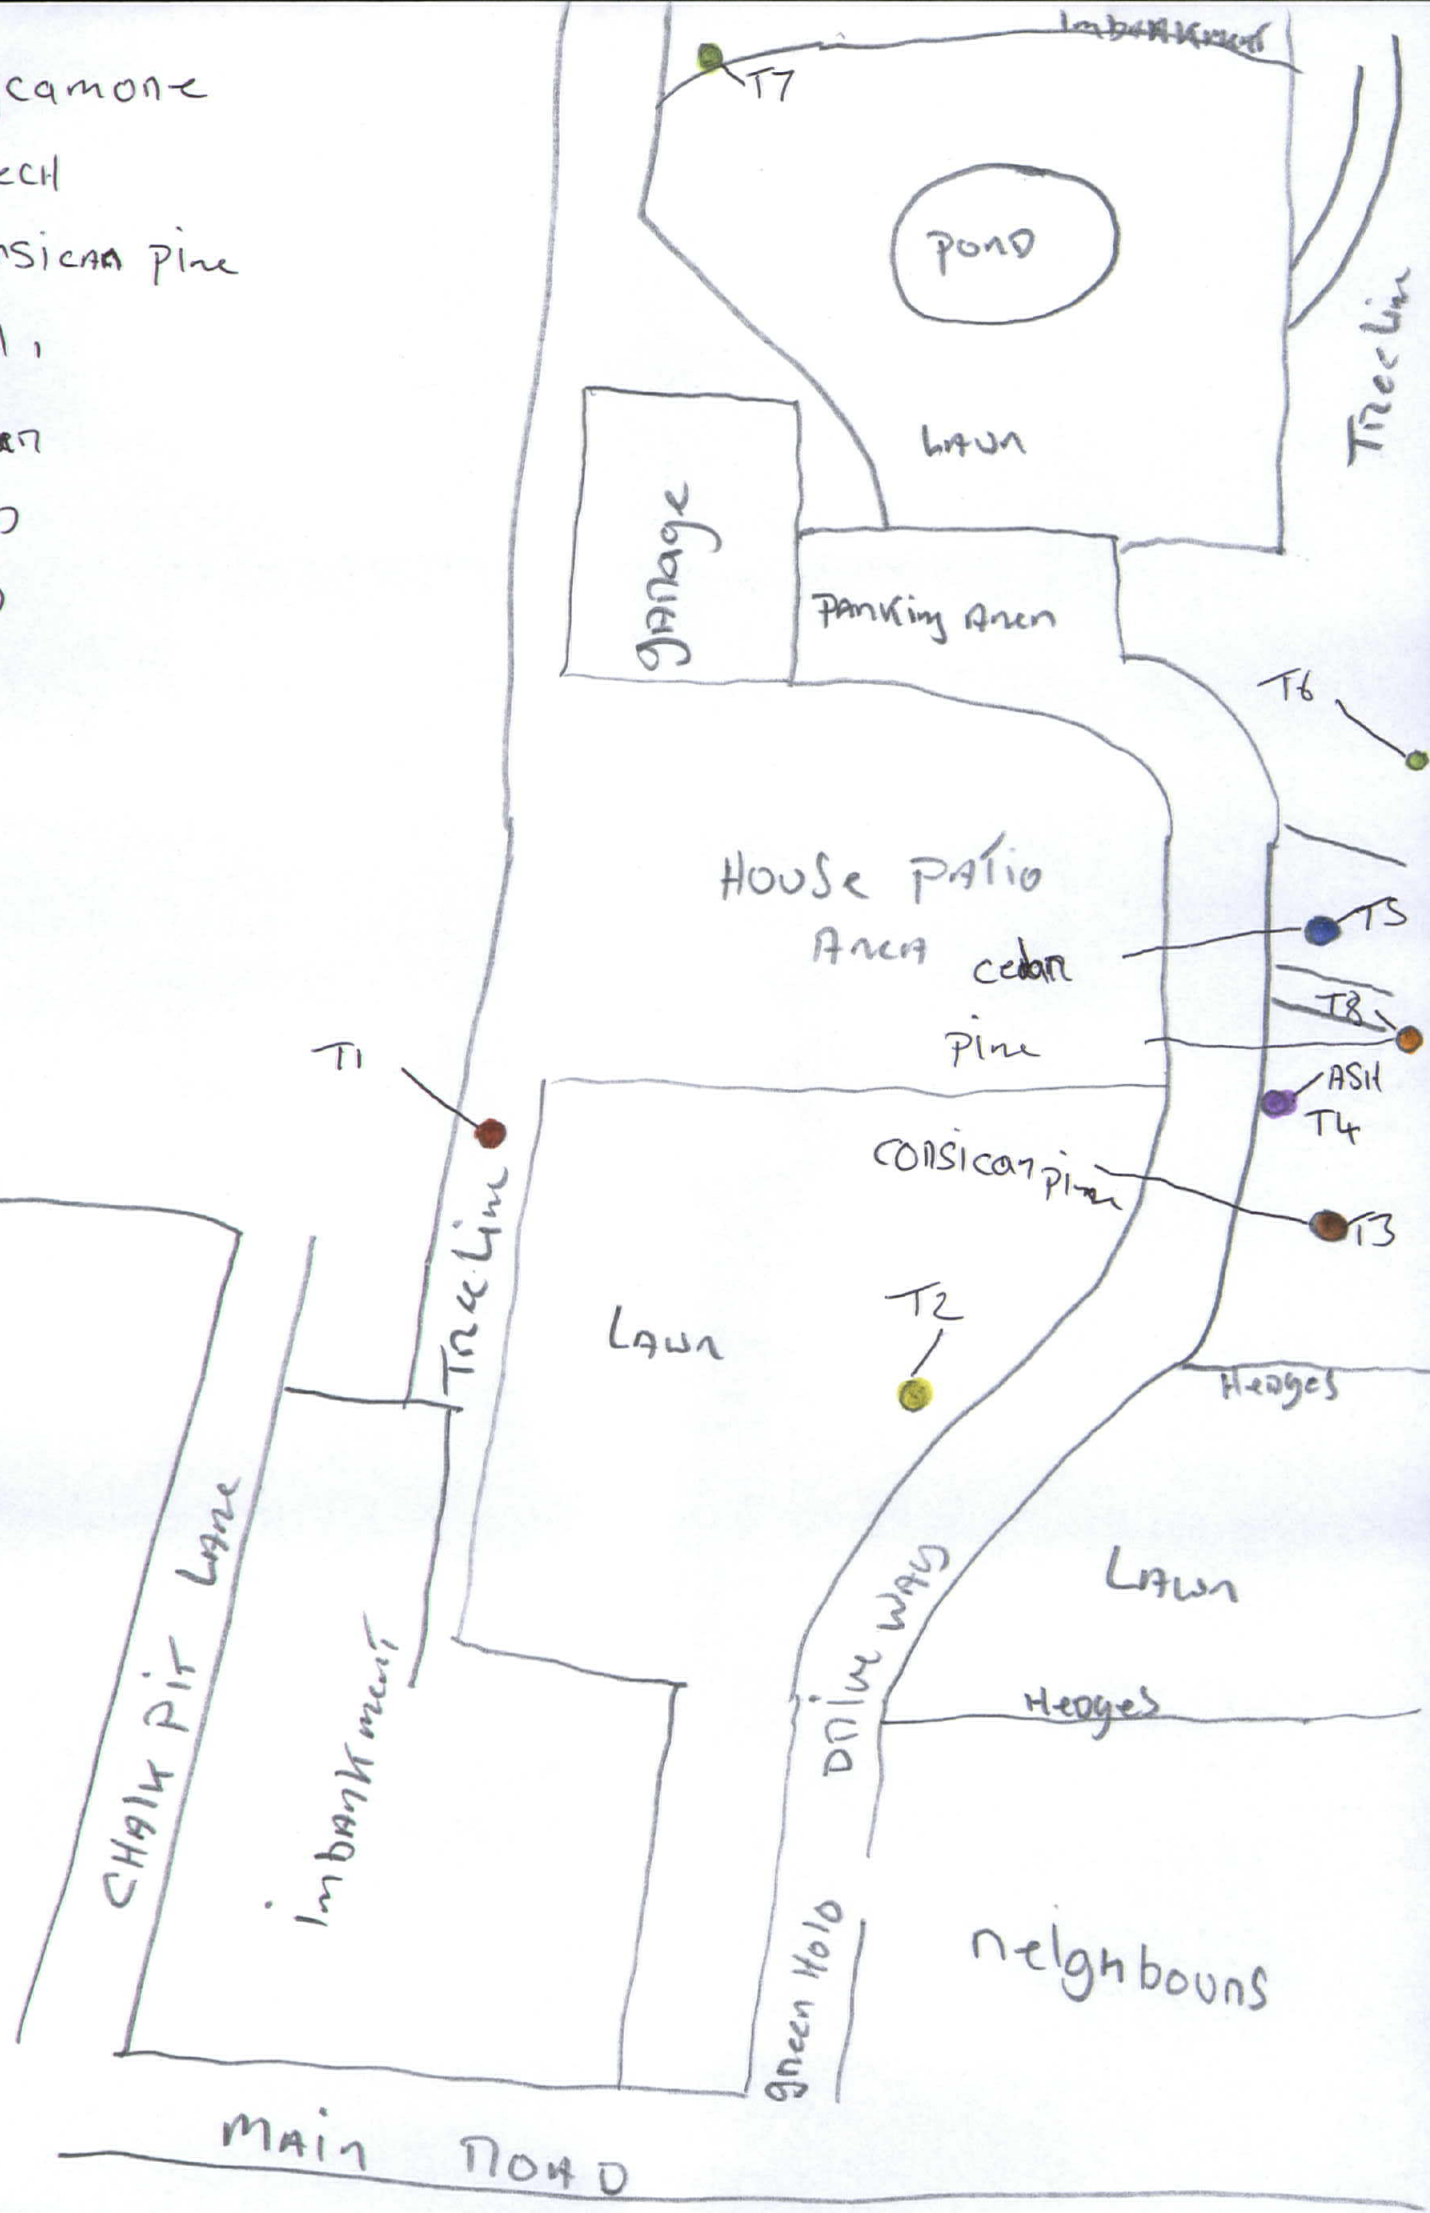 camore
ecH
rsican pine
Imbankment
T7
POND
Tree Line
LAWN
garage
Parking Area
T6
House Patio
Area
cedar
T5
T8
pine
ASH
T4
T1
corsican pine
T3
Tree Line
T2
Lawn
Hedges
Lawn
Drive way
Hedges
CHALK PIT LANE
imbankment
green Hold
neighbours
Main Road